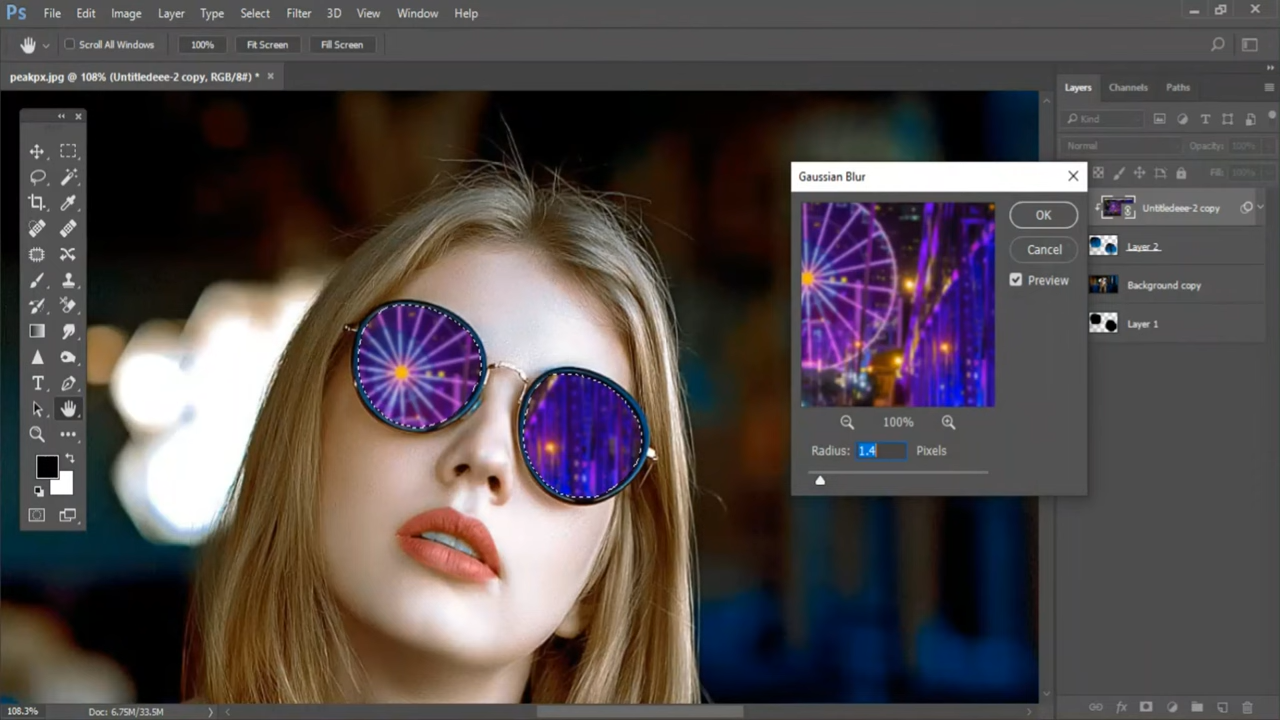 Ps File Edit Image Layer Type Select Filter 3D View Window Help
Scroll All Windows 100% Fit Screen Fill Screen
peakpx.jpg @ 108% (Untitledeee-2 copy, RGB/8#) * ×
Layers Channels Paths
Kind
Normal Opacity: 100%
Fill: 100%
Gaussian Blur
OK
Cancel
Preview
100%
Radius: 1.4 Pixels
Untitledeee-2 copy
Layer 2
Background copy
Layer 1
108.3% Doc: 6.75M/33.5M